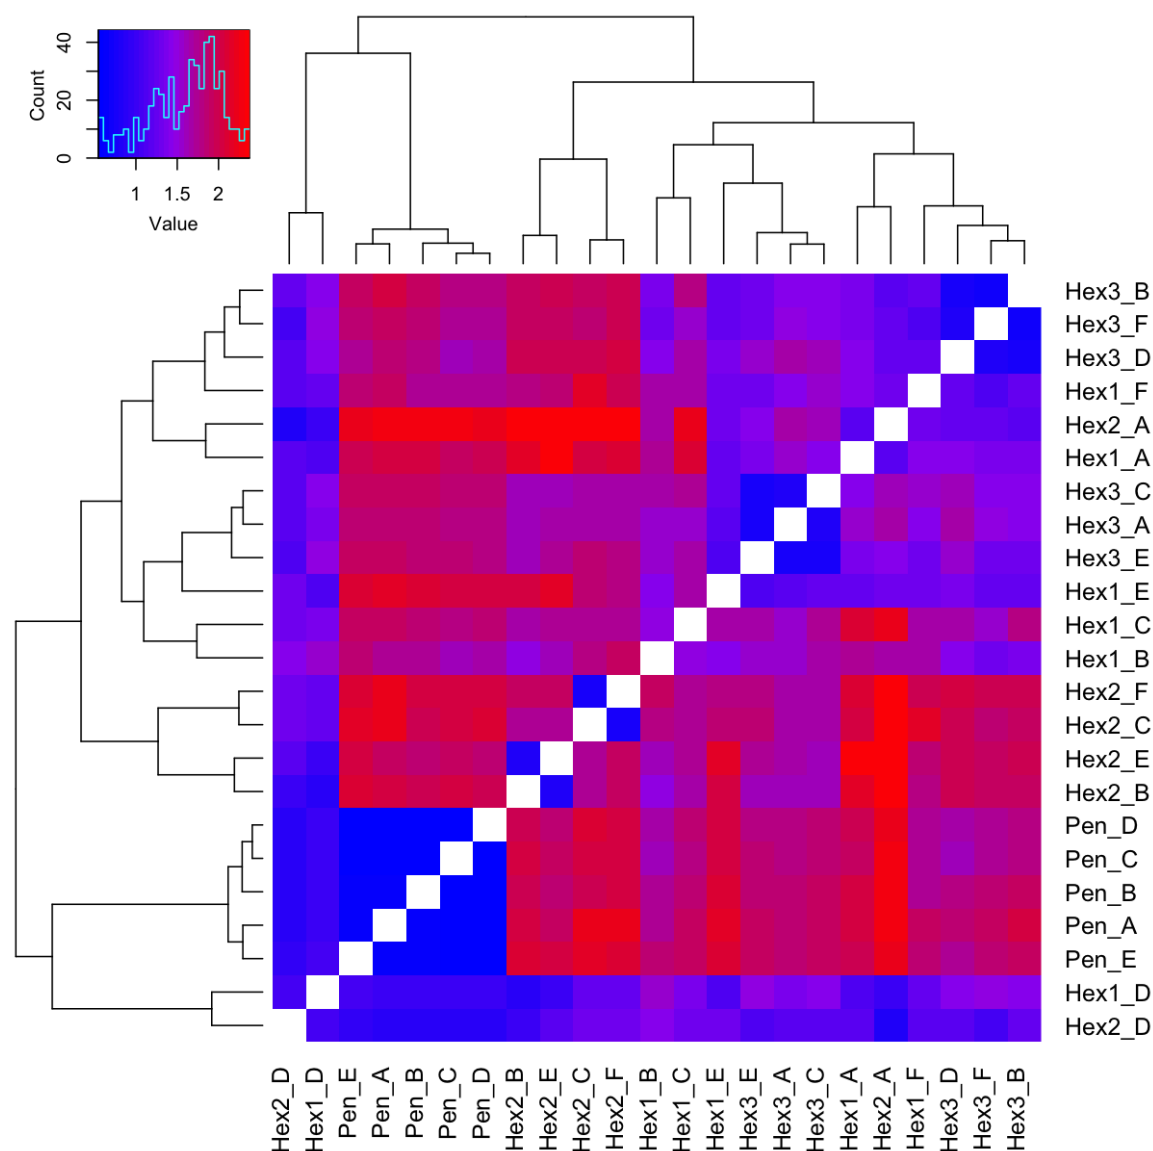 40
20
0
Count
1 1.5 2
Value
Hex3_B
Hex3_F
Hex3_D
Hex1_F
Hex2_A
Hex1_A
Hex3_C
Hex3_A
Hex3_E
Hex1_E
Hex1_C
Hex1_B
Hex2_F
Hex2_C
Hex2_E
Hex2_B
Pen_D
Pen_C
Pen_B
Pen_A
Pen_E
Hex1_D
Hex2_D
Hex2_D
Hex1_D
Pen_E
Pen_A
Pen_B
Pen_C
Pen_D
Hex2_B
Hex2_E
Hex2_C
Hex2_F
Hex1_B
Hex1_C
Hex1_E
Hex3_E
Hex3_A
Hex3_C
Hex1_A
Hex2_A
Hex1_F
Hex3_D
Hex3_F
Hex3_B